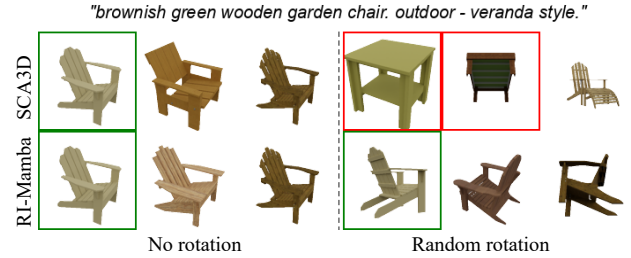 "brownish green wooden garden chair. outdoor - veranda style."
SCA3D
RI-Mamba
No rotation
Random rotation